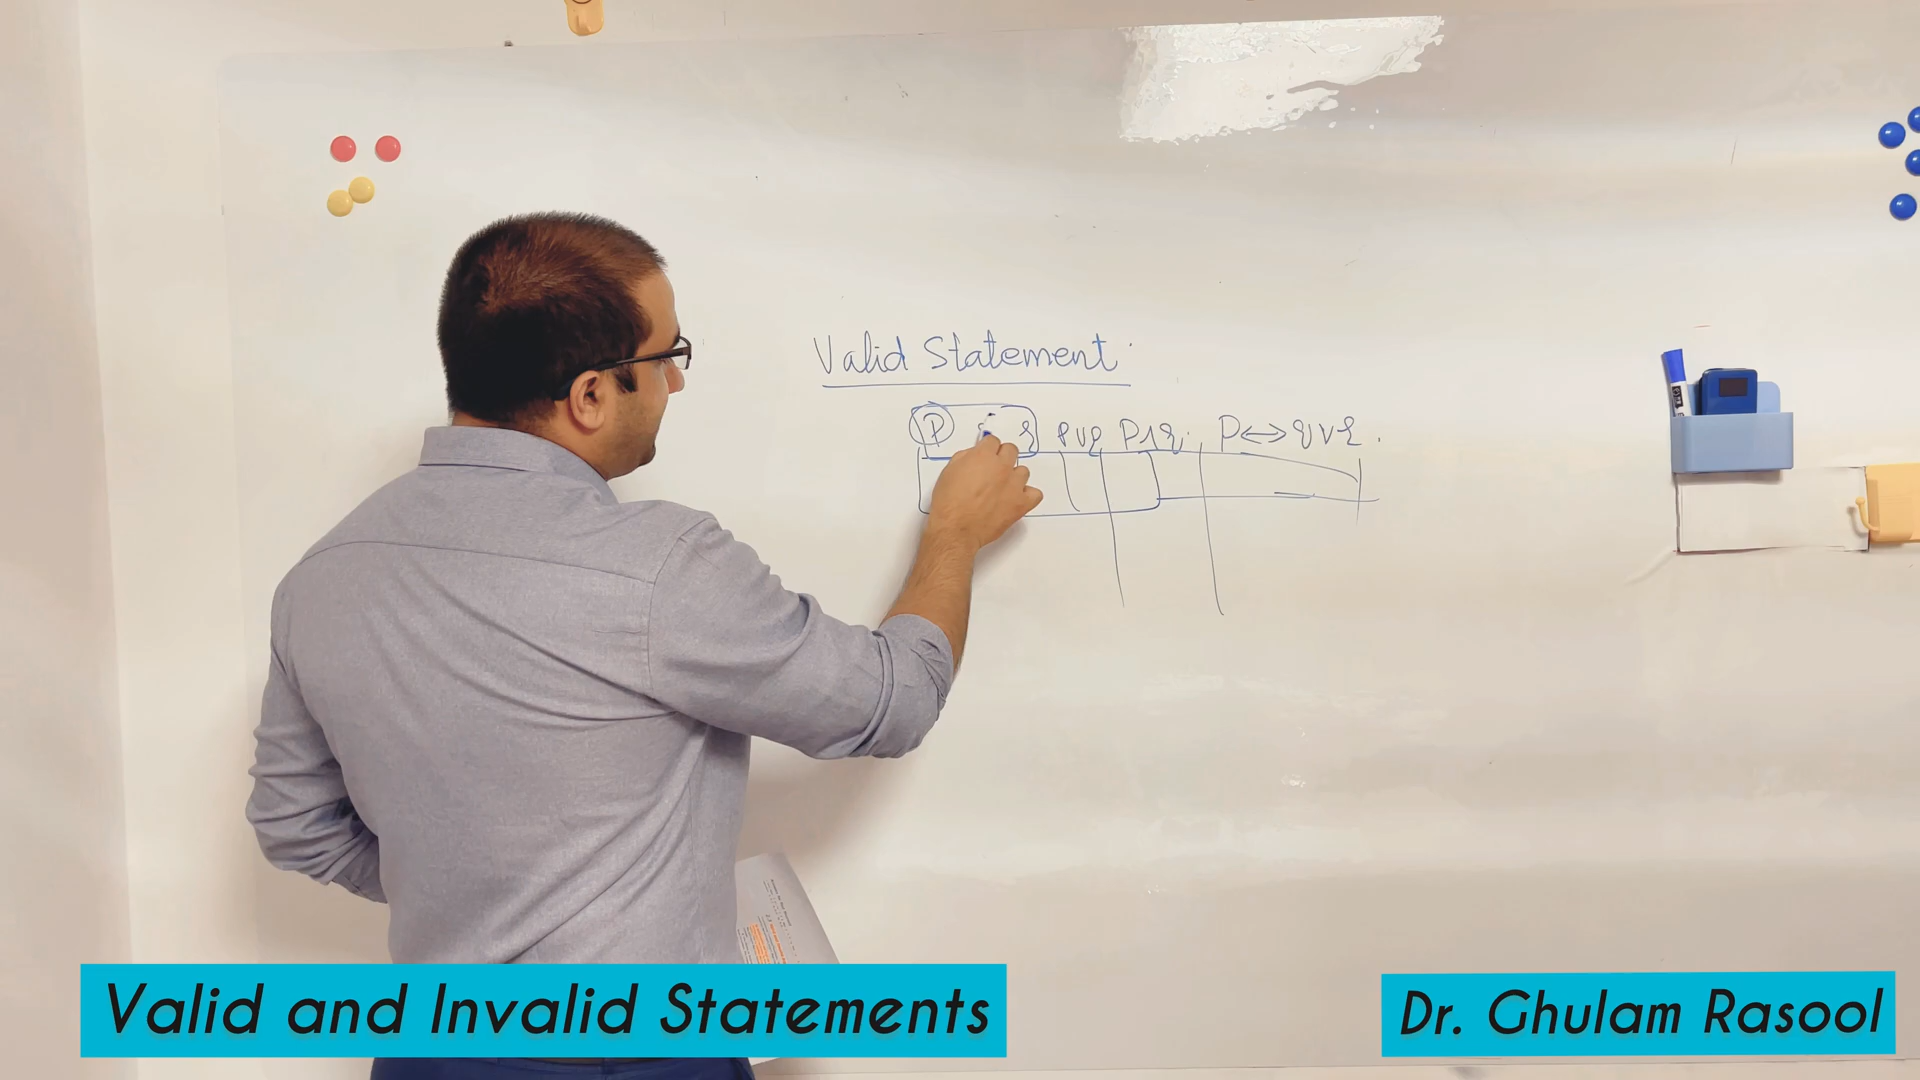 Valid Statement
P r p∨q P∧q P↔q∨r
Valid and Invalid Statements
Dr. Ghulam Rasool